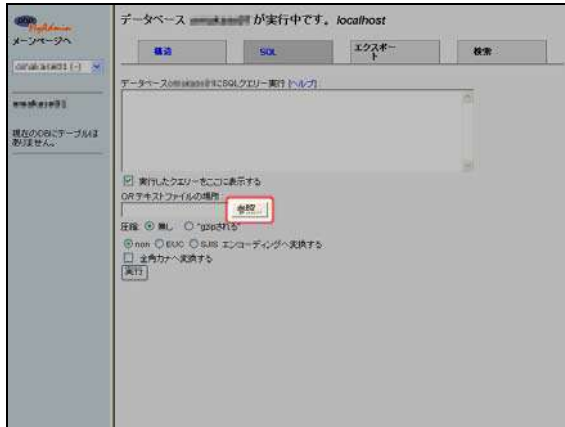 php
MyAdmin
メーンページへ
現在のDBにテーブルは
ありません。
データベース が実行中です。 localhost
構造
SQL
エクスポー
ト
検索
データベース にSQLクエリー実行 [ヘルプ]
実行したクエリーをここに表示する
OR テキストファイルの場所
参照
圧縮: 無し "gzipされる"
non EUC SJIS エンコーディングへ変換する
全角カナへ変換する
実行